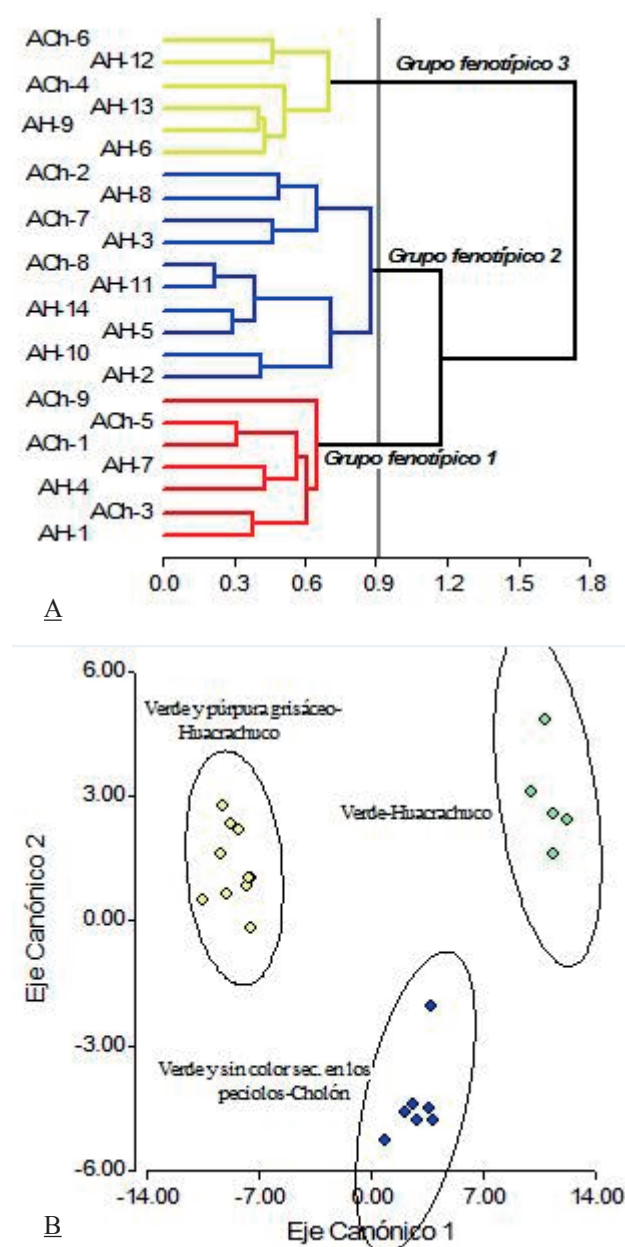 ACh-6
AH-12
Grupo fenotípico 3
ACh-4
AH-13
AH-9
AH-6
ACh-2
AH-8
ACh-7
AH-3
ACh-8
Grupo fenotípico 2
AH-11
AH-14
AH-5
AH-10
AH-2
ACh-9
ACh-5
ACh-1
Grupo fenotípico 1
AH-7
AH-4
ACh-3
AH-1
0.0 0.3 0.6 0.9 1.2 1.5 1.8
A
6.00
Verde y púrpura grisáceo-
Huacrachuco
3.00
Verde-Huacrachuco
Eje Canónico 2
0.00
-3.00
Verde y sin color sec. en los
peciolos-Cholón
-6.00
-14.00 -7.00 0.00 7.00 14.00
B
Eje Canónico 1